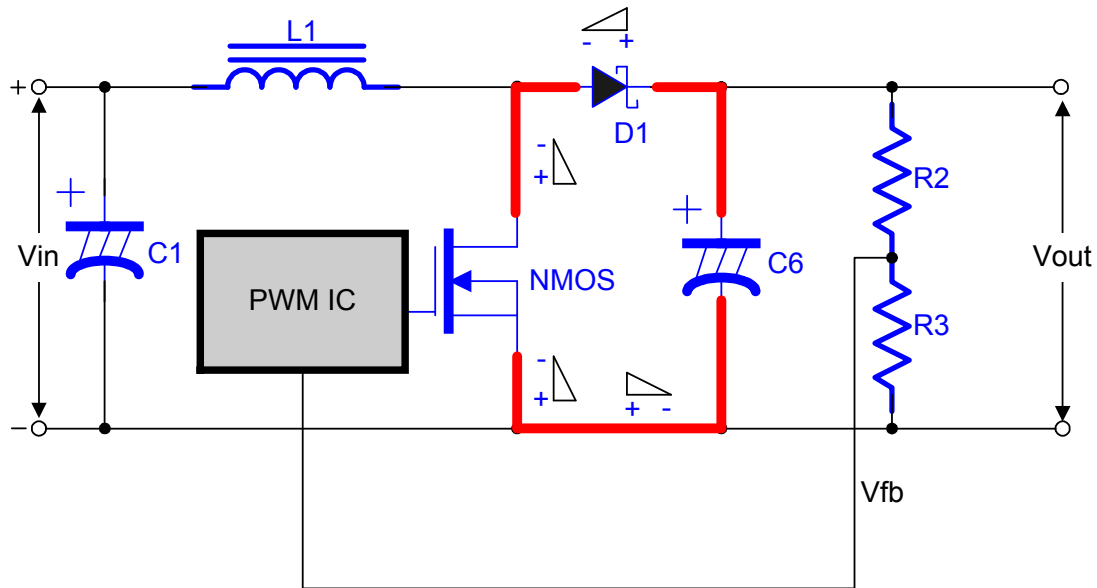 L1
- +
+
D1
-
+
R2
+
+
Vin
C1
C6
Vout
PWM IC
NMOS
R3
-
+
+ -
−
Vfb